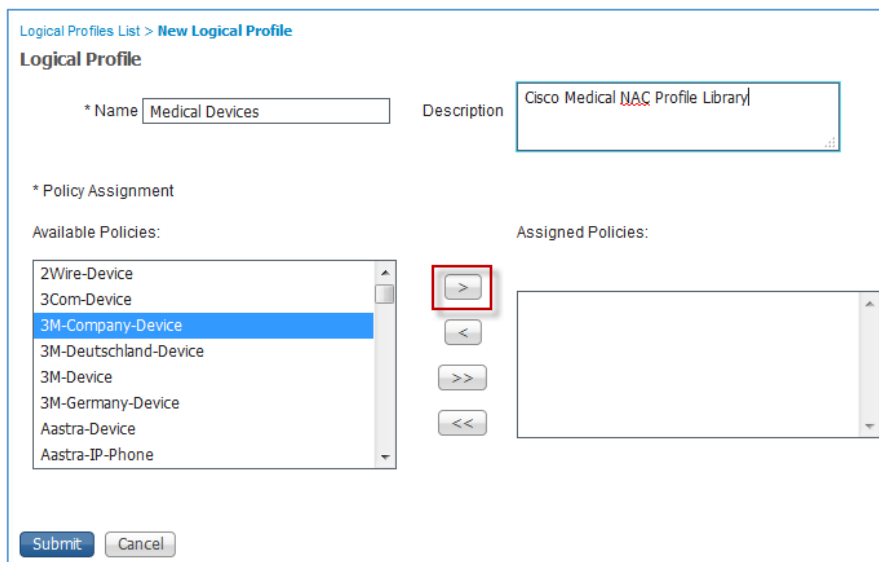 Logical Profiles List > New Logical Profile
Logical Profile
* Name Medical Devices Description Cisco Medical NAC Profile Library
* Policy Assignment
Available Policies: Assigned Policies:
2Wire-Device
3Com-Device
3M-Company-Device
3M-Deutschland-Device
3M-Device
3M-Germany-Device
Aastra-Device
Aastra-IP-Phone
>
<
>>
<<
Submit Cancel